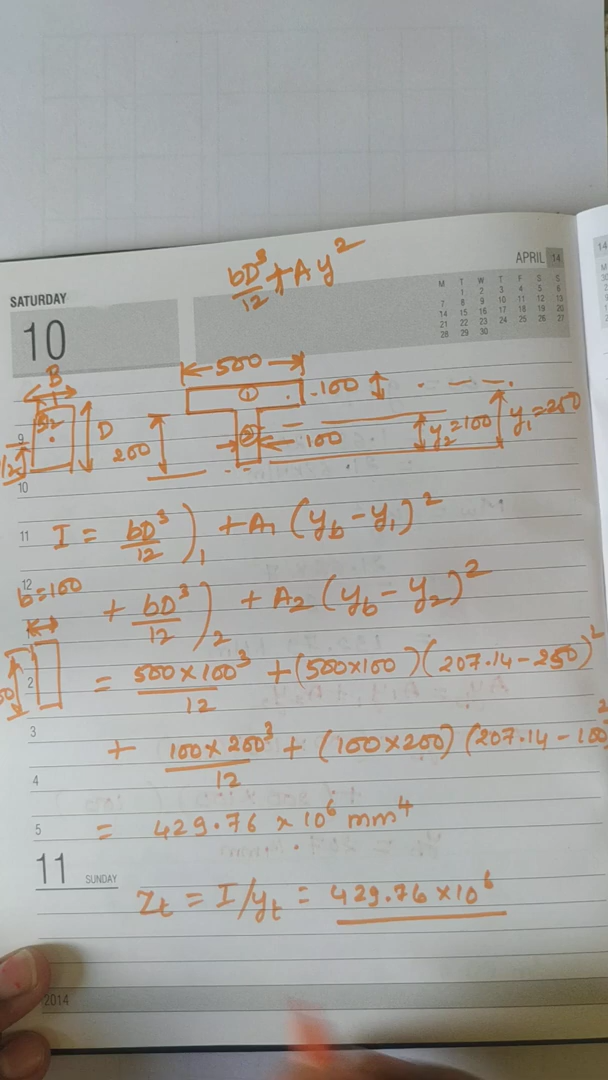 bD³/12 + Ay²
APRIL 14
SATURDAY
10
M T W T F S S
1 2 3 4 5 6
7 8 9 10 11 12 13
14 15 16 17 18 19 20
21 22 23 24 25 26 27
28 29 30
500
B
① 100
9 D 200 ② 100 y₂=100 y₁=250
10
11 I = bD³/12)₁ + A₁(y_b - y₁)²
12
b=100
+ bD³/12)₂ + A₂(y_b - y₂)²
2 = 500×100³/12 + (500×100)(207.14-250)²
3
+ 100×200³/12 + (100×200)(207.14-100)²
4
5 = 429.76 ×10⁶ mm⁴
11 SUNDAY
Z_t = I/y_t = 429.76×10⁶
2014